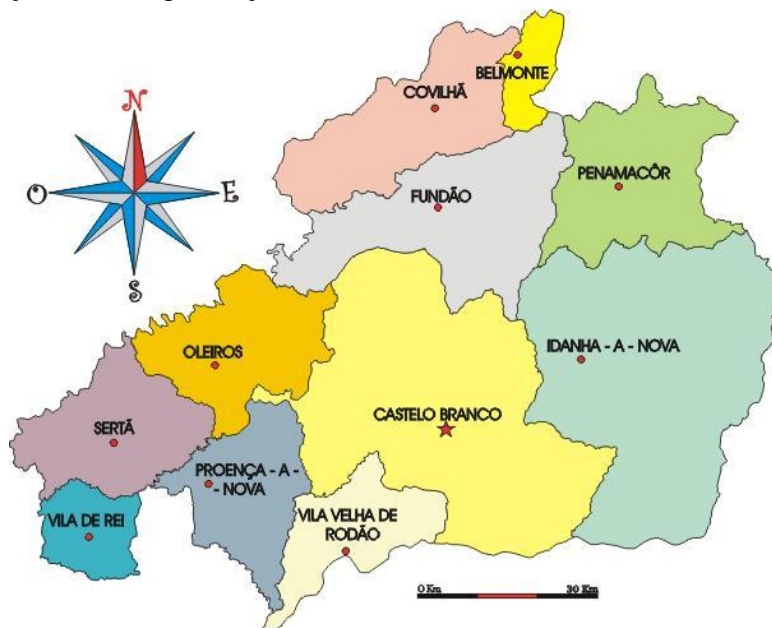 BELMONTE
COVILHÃ
N
PENAMACÔR
FUNDÃO
O
E
S
IDANHA - A - NOVA
OLEIROS
CASTELO BRANCO
SERTÃ
PROENÇA - A -
- NOVA
VILA DE REI
VILA VELHA DE
RODÃO
0 Km
30 Km